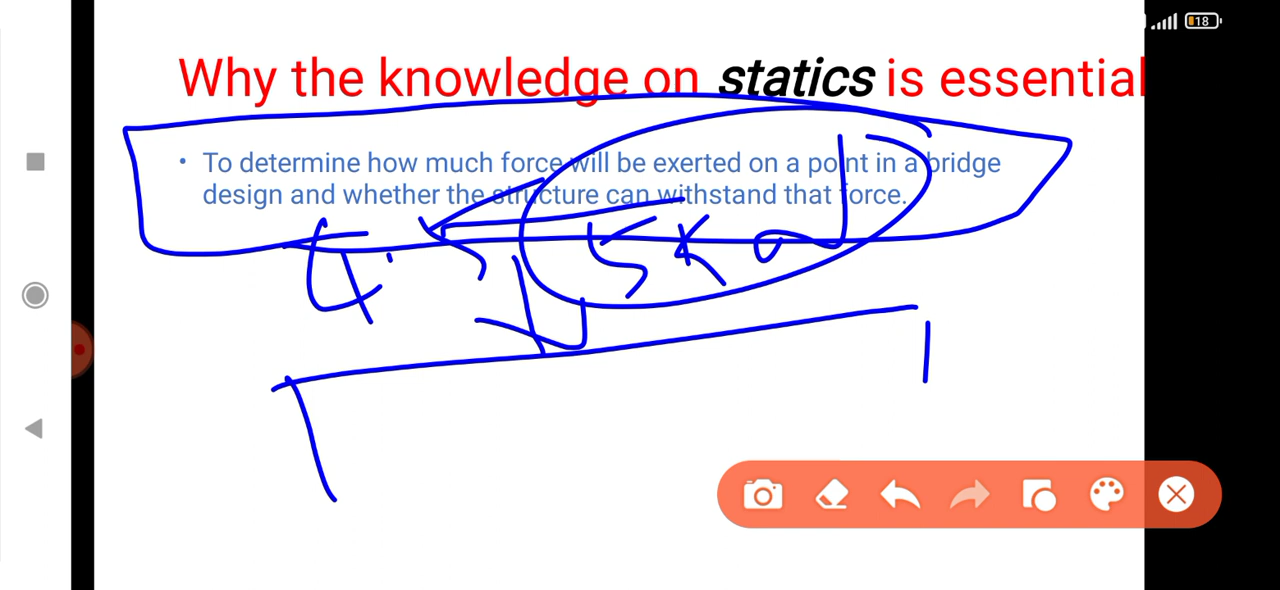 18
Why the knowledge on statics is essential
• To determine how much force will be exerted on a point in a bridge
design and whether the structure can withstand that force.